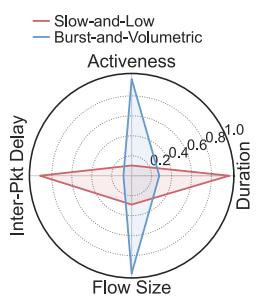 Slow-and-Low
Burst-and-Volumetric
Activeness
Inter-Pkt Delay
0.2 0.4 0.6 0.8 1.0
Duration
Flow Size